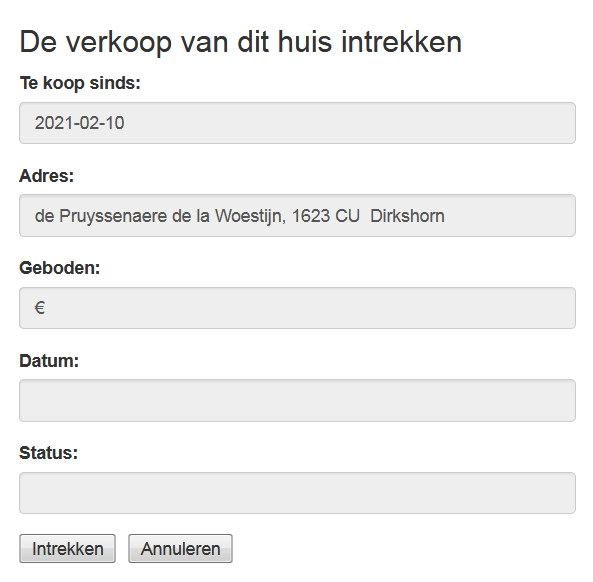 De verkoop van dit huis intrekken
Te koop sinds:
2021-02-10
Adres:
de Pruyssenaere de la Woestijn, 1623 CU  Dirkshorn
Geboden:
€
Datum:
Status:
Intrekken Annuleren